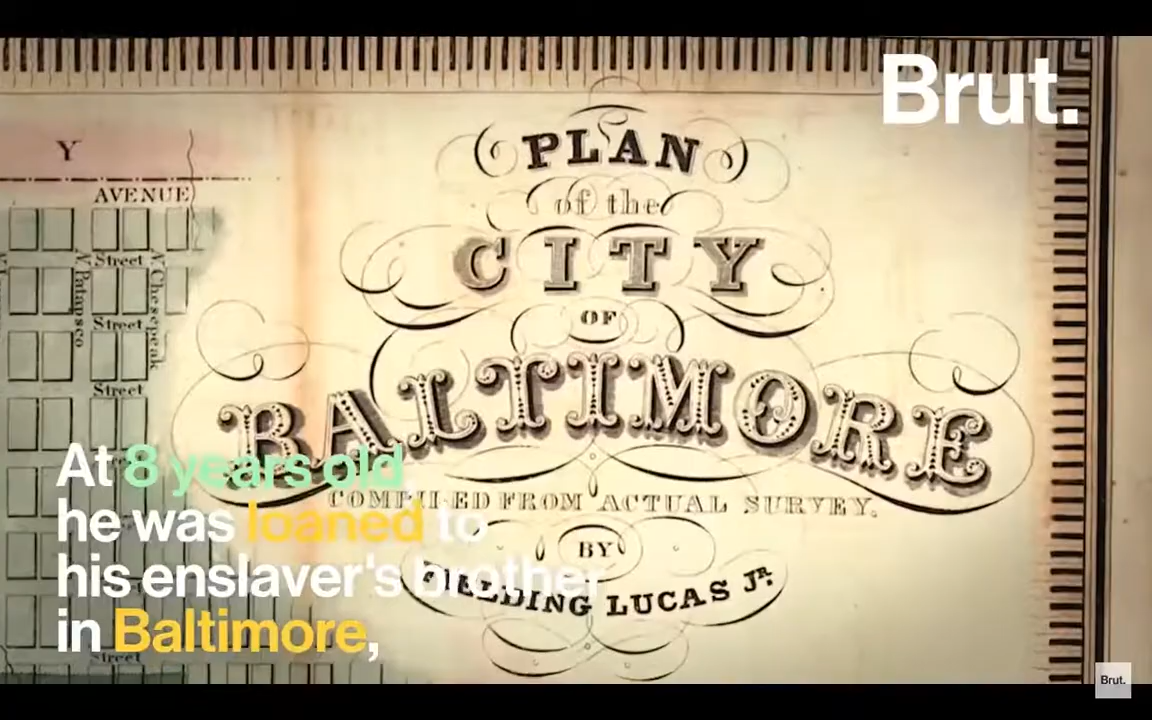 Brut.
PLAN
of the
CITY
OF
BALTIMORE
COMPILED FROM ACTUAL SURVEY.
BY
FIELDING LUCAS JR.
Y
AVENUE
Street
N Patapsco
N Chesepeak
Street
Street
At 8 years old,
he was loaned to
his enslaver's brother
in Baltimore,
Street
Brut.